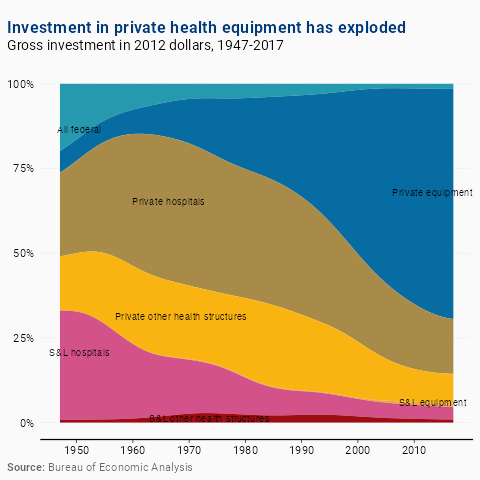 Investment in private health equipment has exploded
Gross investment in 2012 dollars, 1947-2017
100%
All federal
75%
Private equipment
Private hospitals
50%
Private other health structures
25%
S&L hospitals
S&L equipment
S&L other health structures
0%
1950 1960 1970 1980 1990 2000 2010
Source: Bureau of Economic Analysis